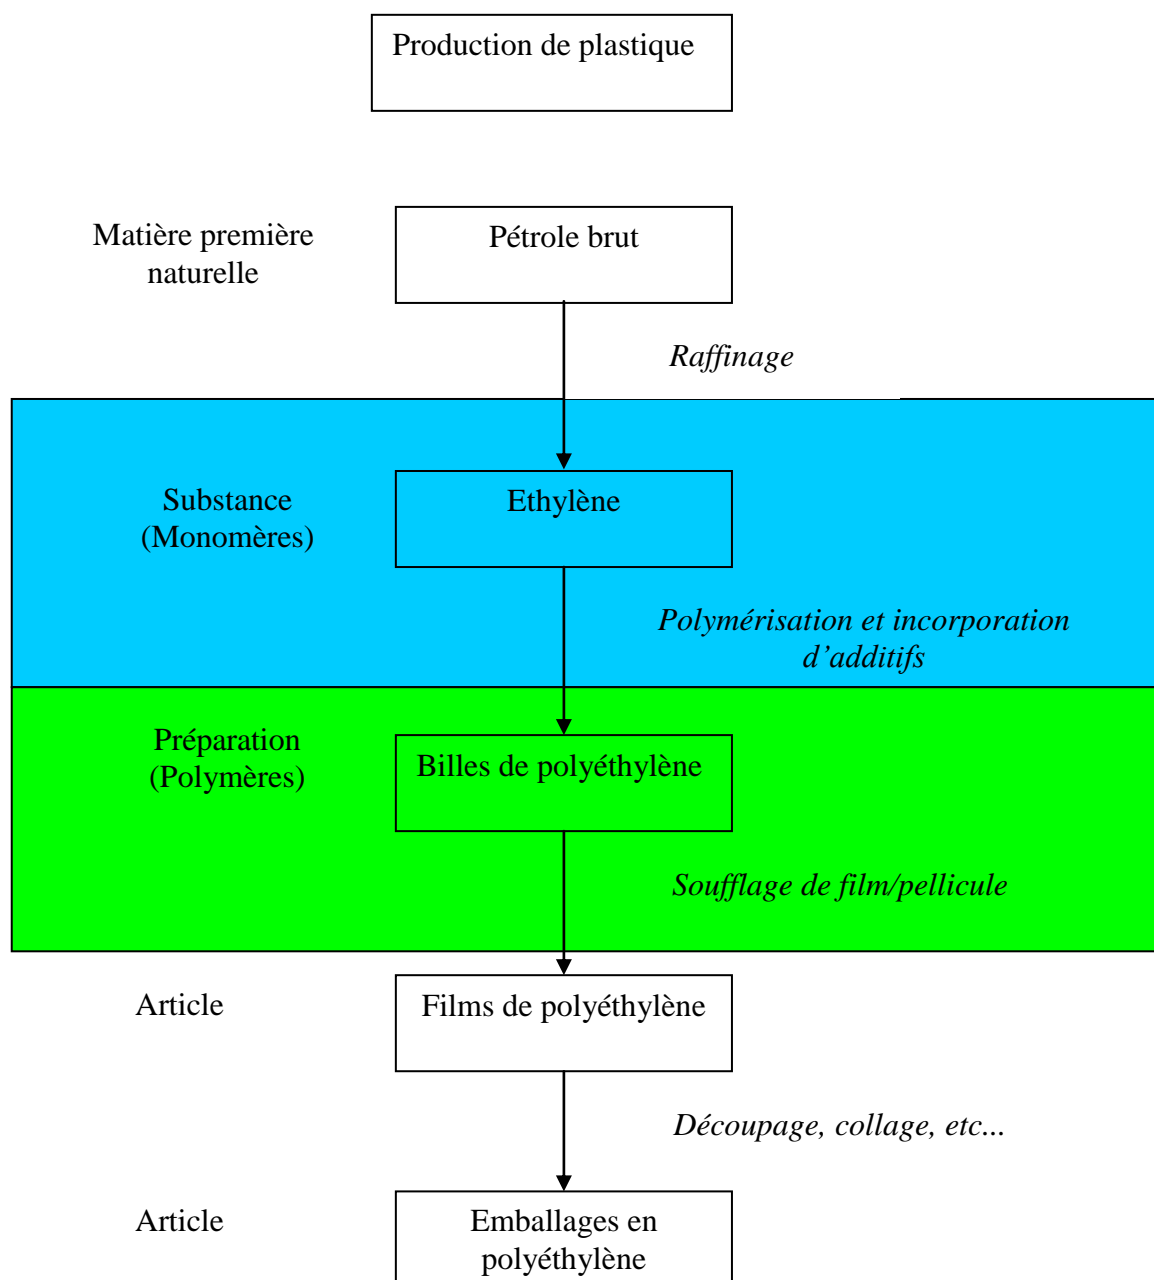 Production de plastique
Matière première
naturelle
Pétrole brut
Raffinage
Substance
(Monomères)
Ethylène
Polymérisation et incorporation
d’additifs
Préparation
(Polymères)
Billes de polyéthylène
Soufflage de film/pellicule
Article
Films de polyéthylène
Découpage, collage, etc...
Article
Emballages en
polyéthylène